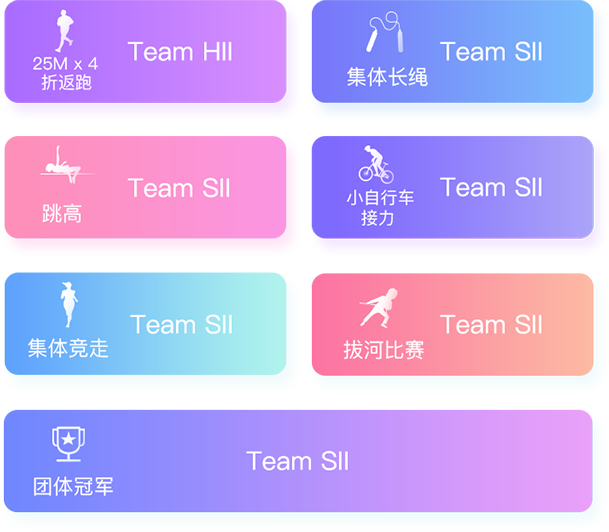 25M x 4
折返跑
Team HII
集体长绳
Team SII
跳高
Team SII
小自行车
接力
Team SII
集体竞走
Team SII
拔河比赛
Team SII
团体冠军
Team SII